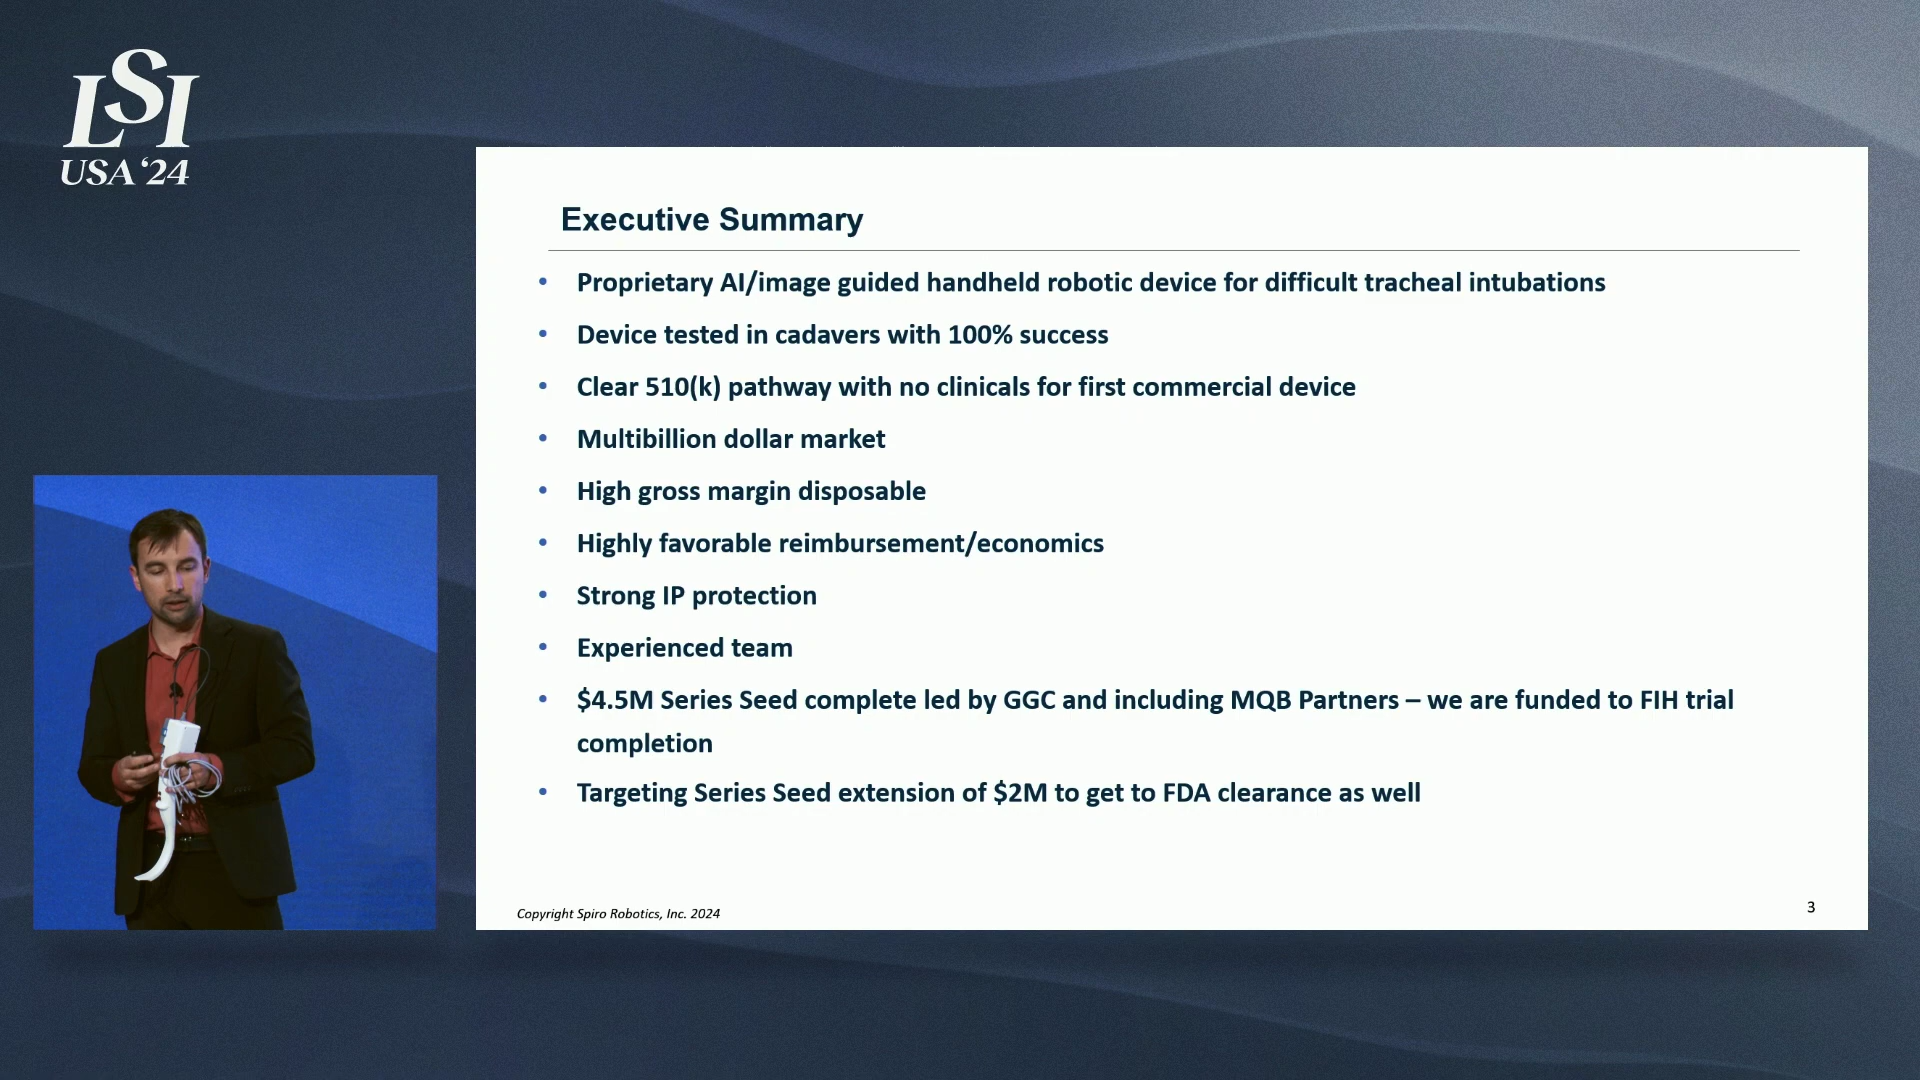 LSI
USA '24
Executive Summary
• Proprietary AI/image guided handheld robotic device for difficult tracheal intubations
• Device tested in cadavers with 100% success
• Clear 510(k) pathway with no clinicals for first commercial device
• Multibillion dollar market
• High gross margin disposable
• Highly favorable reimbursement/economics
• Strong IP protection
• Experienced team
• $4.5M Series Seed complete led by GGC and including MQB Partners – we are funded to FIH trial
completion
• Targeting Series Seed extension of $2M to get to FDA clearance as well
Copyright Spiro Robotics, Inc. 2024
3